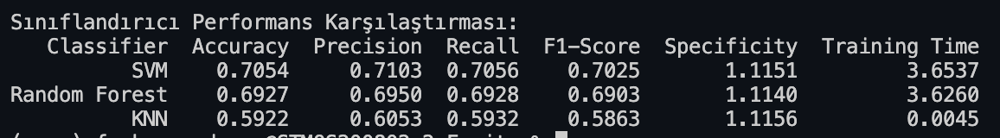 Sınıflandırıcı Performans Karşılaştırması:
Classifier Accuracy Precision Recall F1-Score Specificity Training Time
SVM 0.7054 0.7103 0.7056 0.7025 1.1151 3.6537
Random Forest 0.6927 0.6950 0.6928 0.6903 1.1140 3.6260
KNN 0.5922 0.6053 0.5932 0.5863 1.1156 0.0045